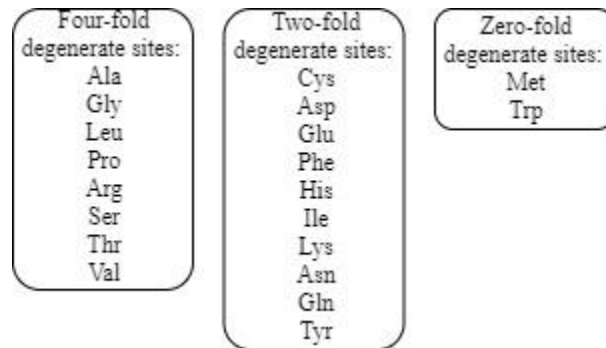 Four-fold
degenerate sites:
Ala
Gly
Leu
Pro
Arg
Ser
Thr
Val
Two-fold
degenerate sites:
Cys
Asp
Glu
Phe
His
Ile
Lys
Asn
Gln
Tyr
Zero-fold
degenerate sites:
Met
Trp